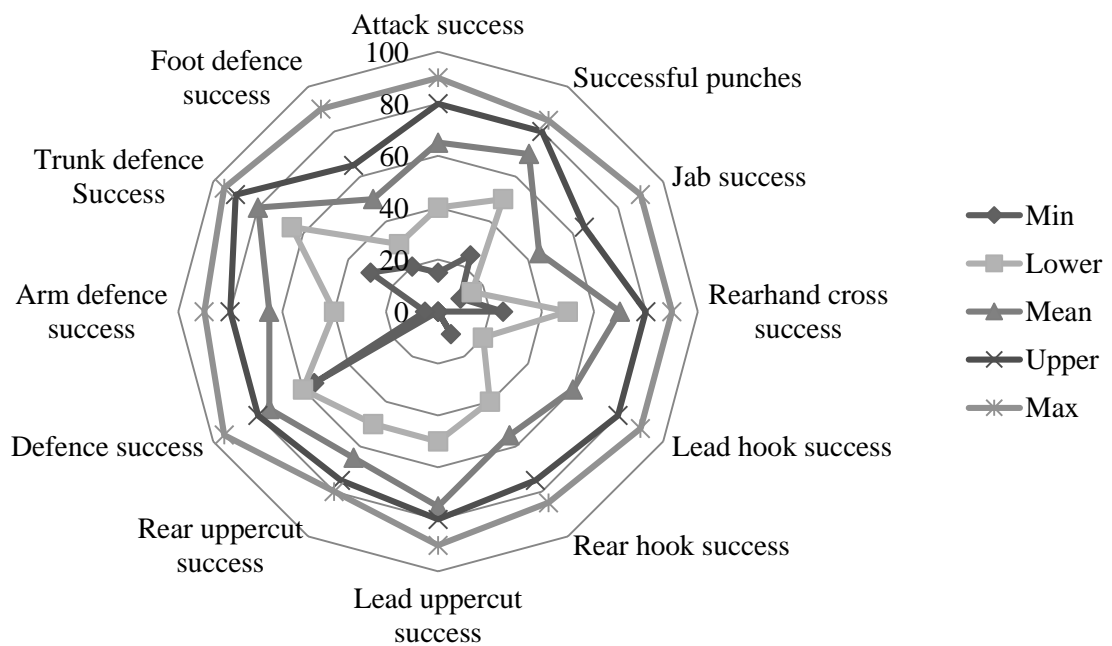 Attack success
Successful punches
Jab success
Rearhand cross
success
Lead hook success
Rear hook success
Lead uppercut
success
Rear uppercut
success
Defence success
Arm defence
success
Trunk defence
Success
Foot defence
success
100
80
60
40
20
0
Min
Lower
Mean
Upper
Max